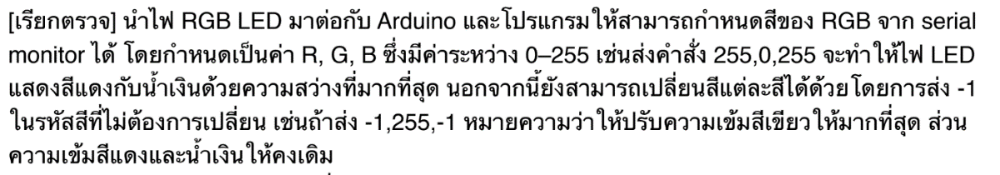 [เรียกตรวจ] นำไฟ RGB LED มาต่อกับ Arduino และโปรแกรมให้สามารถกำหนดสีของ RGB จาก serial
monitor ได้ โดยกำหนดเป็นค่า R, G, B ซึ่งมีค่าระหว่าง 0–255 เช่นส่งคำสั่ง 255,0,255 จะทำให้ไฟ LED
แสดงสีแดงกับน้ำเงินด้วยความสว่างที่มากที่สุด นอกจากนี้ยังสามารถเปลี่ยนสีแต่ละสีได้ด้วยโดยการส่ง -1
ในรหัสสีที่ไม่ต้องการเปลี่ยน เช่นถ้าส่ง -1,255,-1 หมายความว่าให้ปรับความเข้มสีเขียวให้มากที่สุด ส่วน
ความเข้มสีแดงและน้ำเงินให้คงเดิม